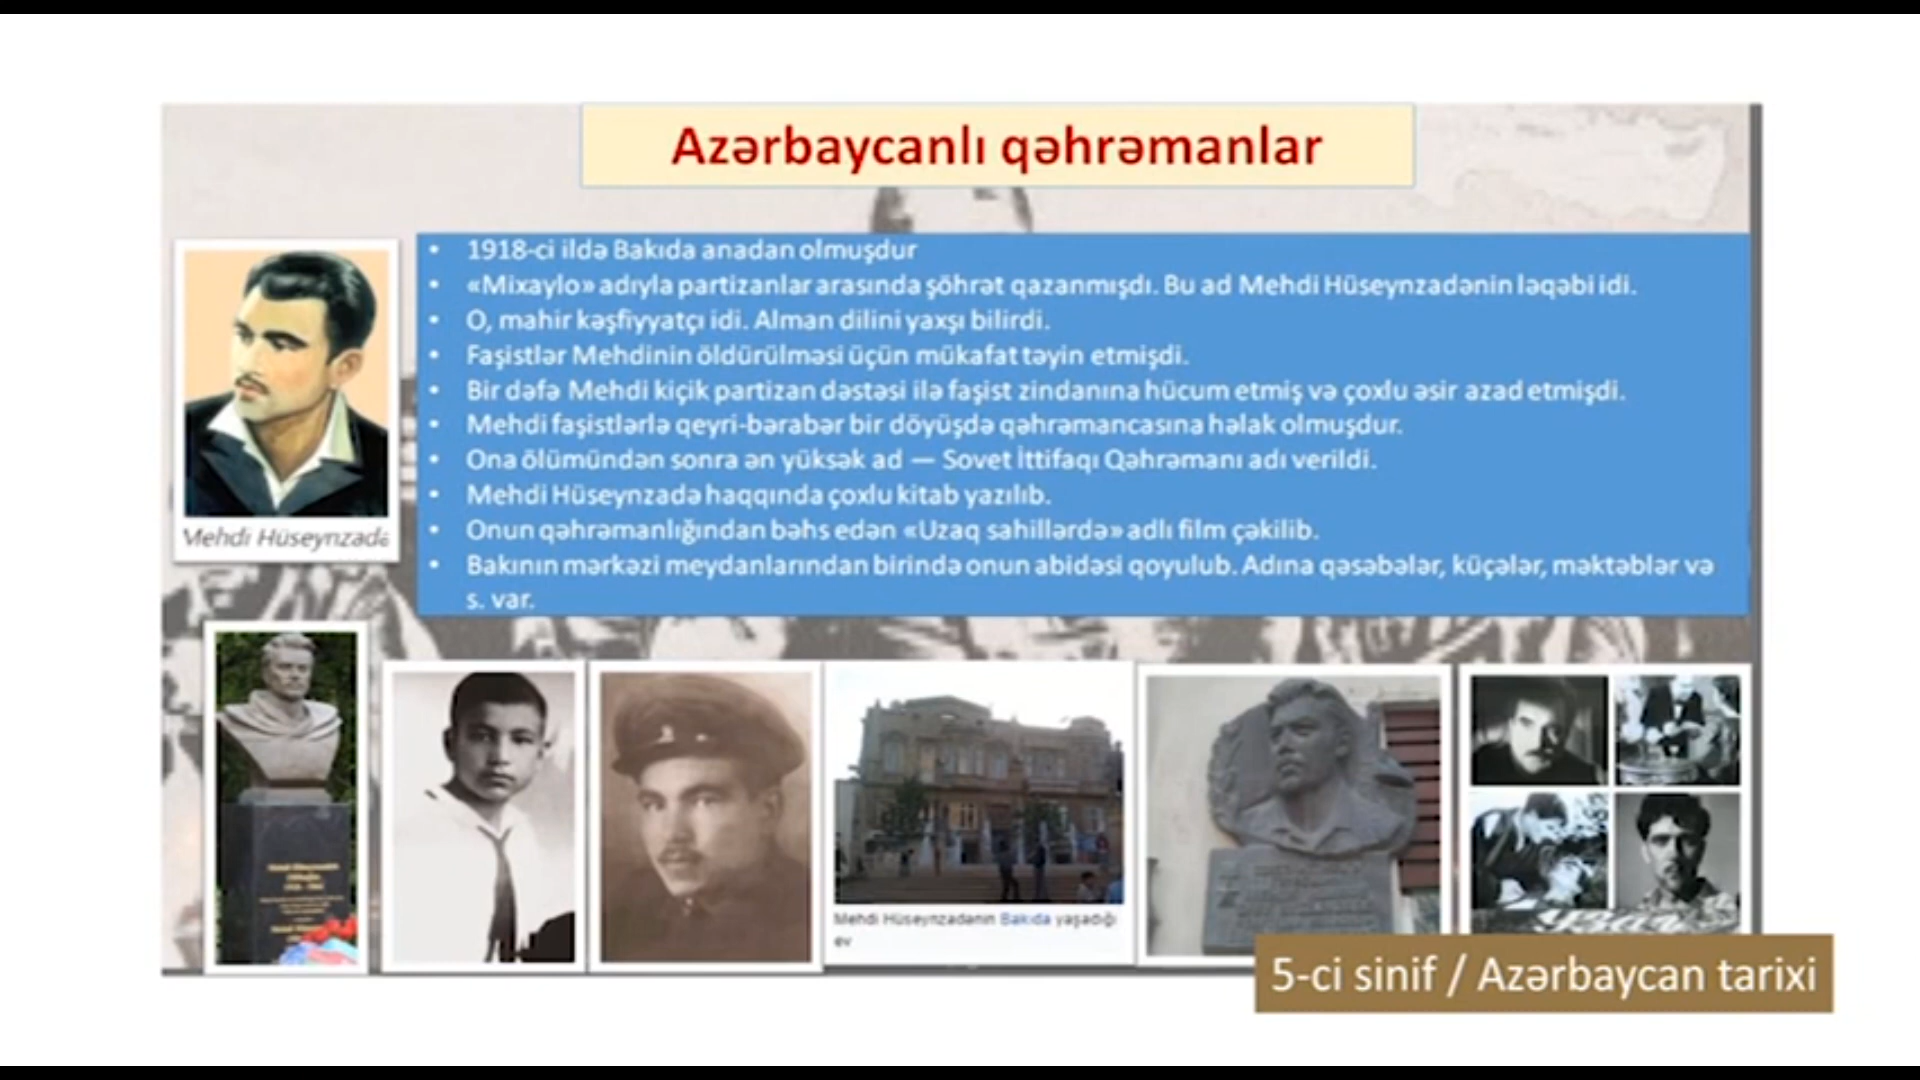 Azərbaycanlı qəhrəmanlar
• 1918-ci ildə Bakıda anadan olmuşdur
• «Mixaylo» adıyla partizanlar arasında şöhrət qazanmışdı. Bu ad Mehdi Hüseynzadənin ləqəbi idi.
• O, mahir kəşfiyyatçı idi. Alman dilini yaxşı bilirdi.
• Faşistlər Mehdinin öldürülməsi üçün mükafat təyin etmişdi.
• Bir dəfə Mehdi kiçik partizan dəstəsi ilə faşist zindanına hücum etmiş və çoxlu əsir azad etmişdi.
• Mehdi faşistlərlə qeyri-bərabər bir döyüşdə qəhrəmancasına həlak olmuşdur.
• Ona ölümündən sonra ən yüksək ad — Sovet İttifaqı Qəhrəmanı adı verildi.
• Mehdi Hüseynzadə haqqında çoxlu kitab yazılıb.
• Onun qəhrəmanlığından bəhs edən «Uzaq sahillərdə» adlı film çəkilib.
• Bakının mərkəzi meydanlarından birində onun abidəsi qoyulub. Adına qəsəbələr, küçələr, məktəblər və
s. var.
Mehdi Hüseynzadə
Mehdi Hüseynzadənin Bakıda yaşadığı
ev
5-ci sinif / Azərbaycan tarixi